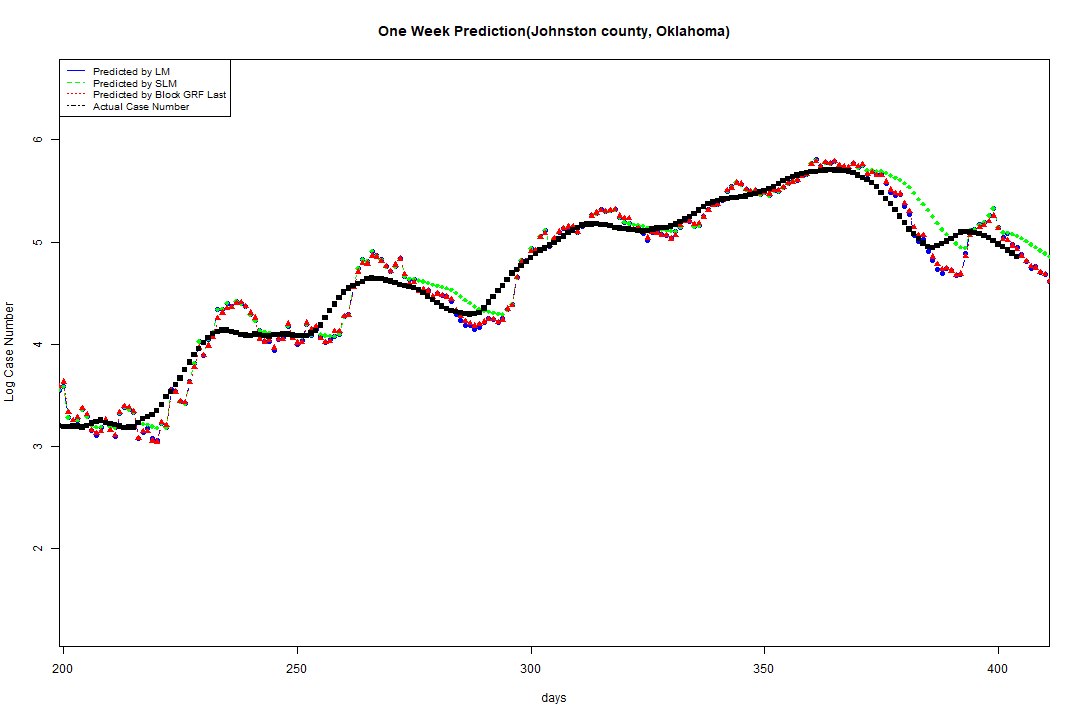 One Week Prediction(Johnston county, Oklahoma)
Predicted by LM
Predicted by SLM
Predicted by Block GRF Last
Actual Case Number
6
5
4
3
2
Log Case Number
200 250 300 350 400
days